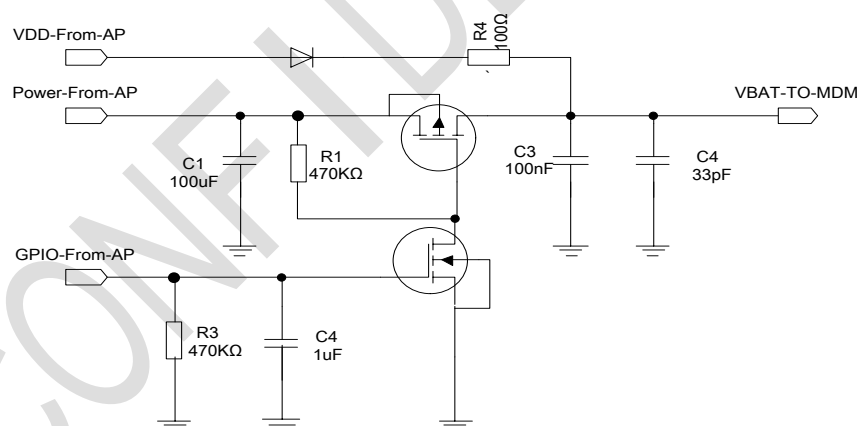 VDD-From-AP
R4
100Ω
Power-From-AP
VBAT-TO-MDM
C1
100uF
R1
470KΩ
C3
100nF
C4
33pF
GPIO-From-AP
R3
470KΩ
C4
1uF
CONFID